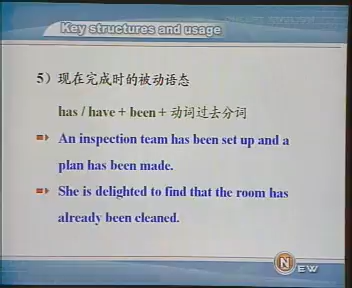 Key structures and usage
5）现在完成时的被动语态
has / have + been + 动词过去分词
An inspection team has been set up and a
plan has been made.
She is delighted to find that the room has
already been cleaned.
NEW